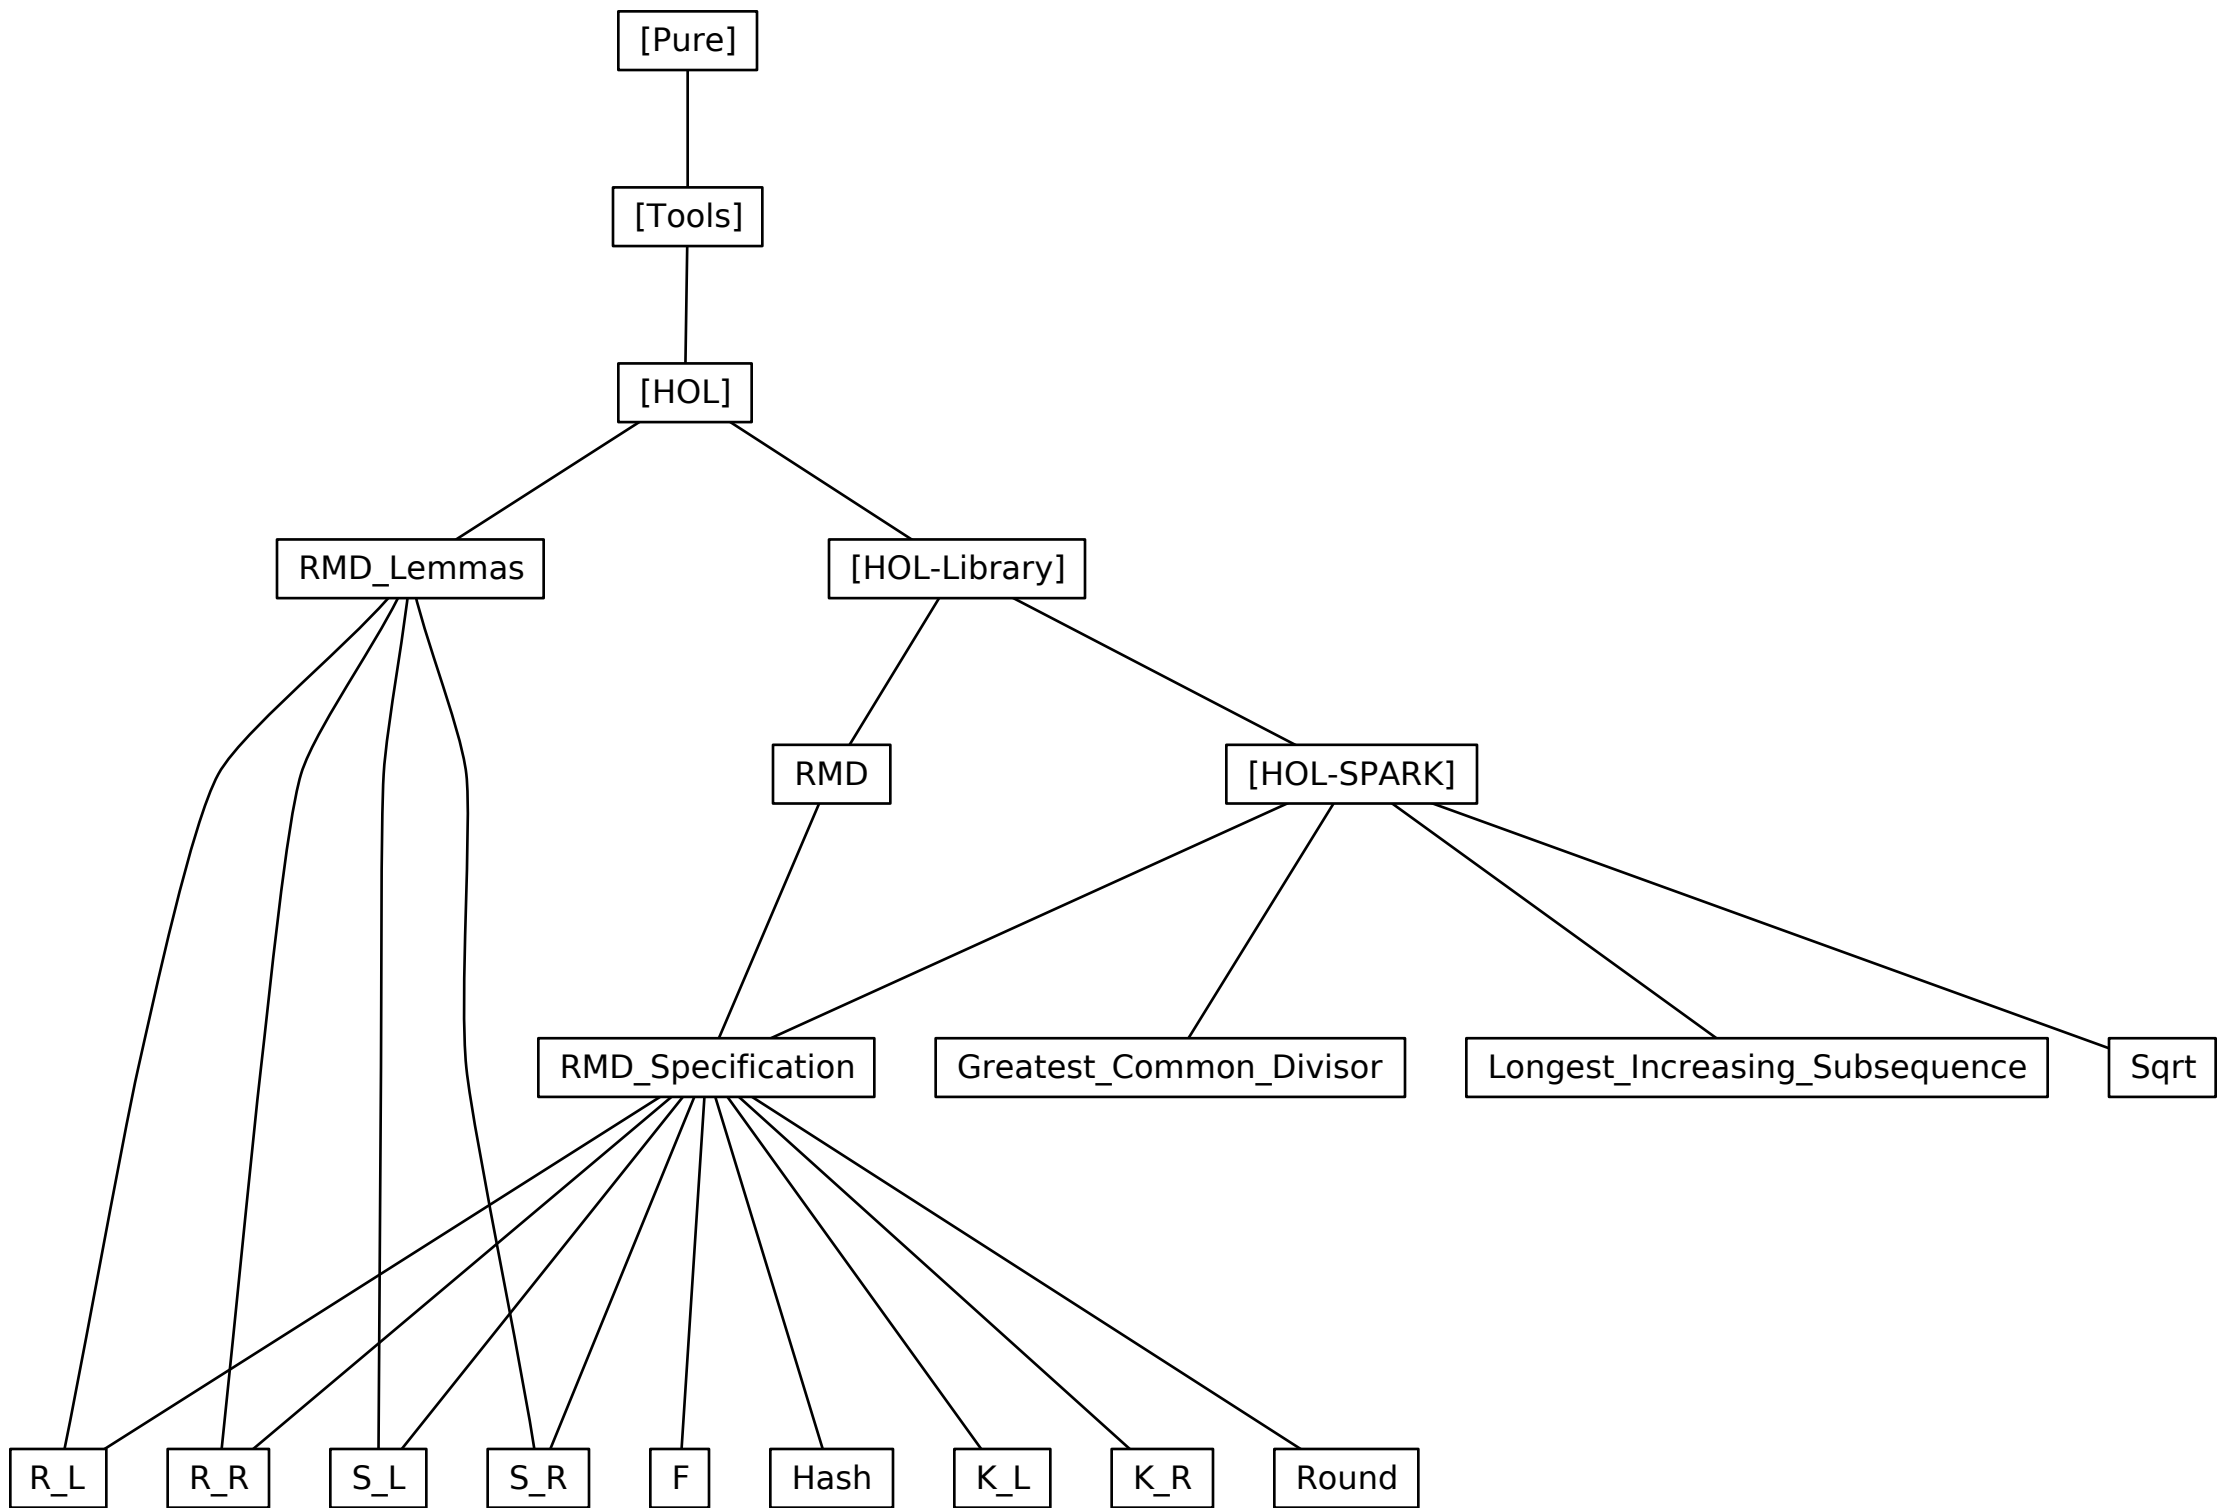 [Pure]
[Tools]
[HOL]
RMD_Lemmas
[HOL-Library]
RMD
[HOL-SPARK]
RMD_Specification
Greatest_Common_Divisor
Longest_Increasing_Subsequence
Sqrt
R_L
R_R
S_L
S_R
F
Hash
K_L
K_R
Round